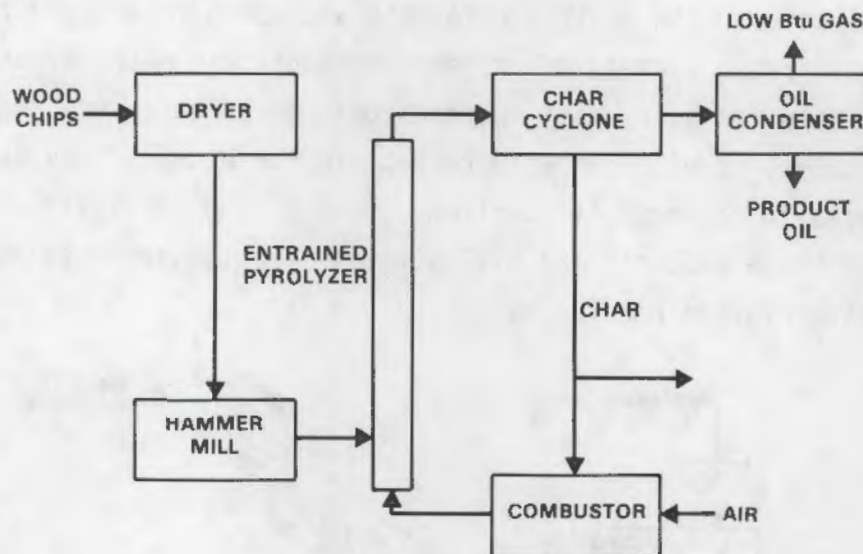 LOW Btu GAS
WOOD
CHIPS
DRYER
CHAR
CYCLONE
OIL
CONDENSER
PRODUCT
OIL
ENTRAINED
PYROLYZER
CHAR
HAMMER
MILL
COMBUSTOR
AIR